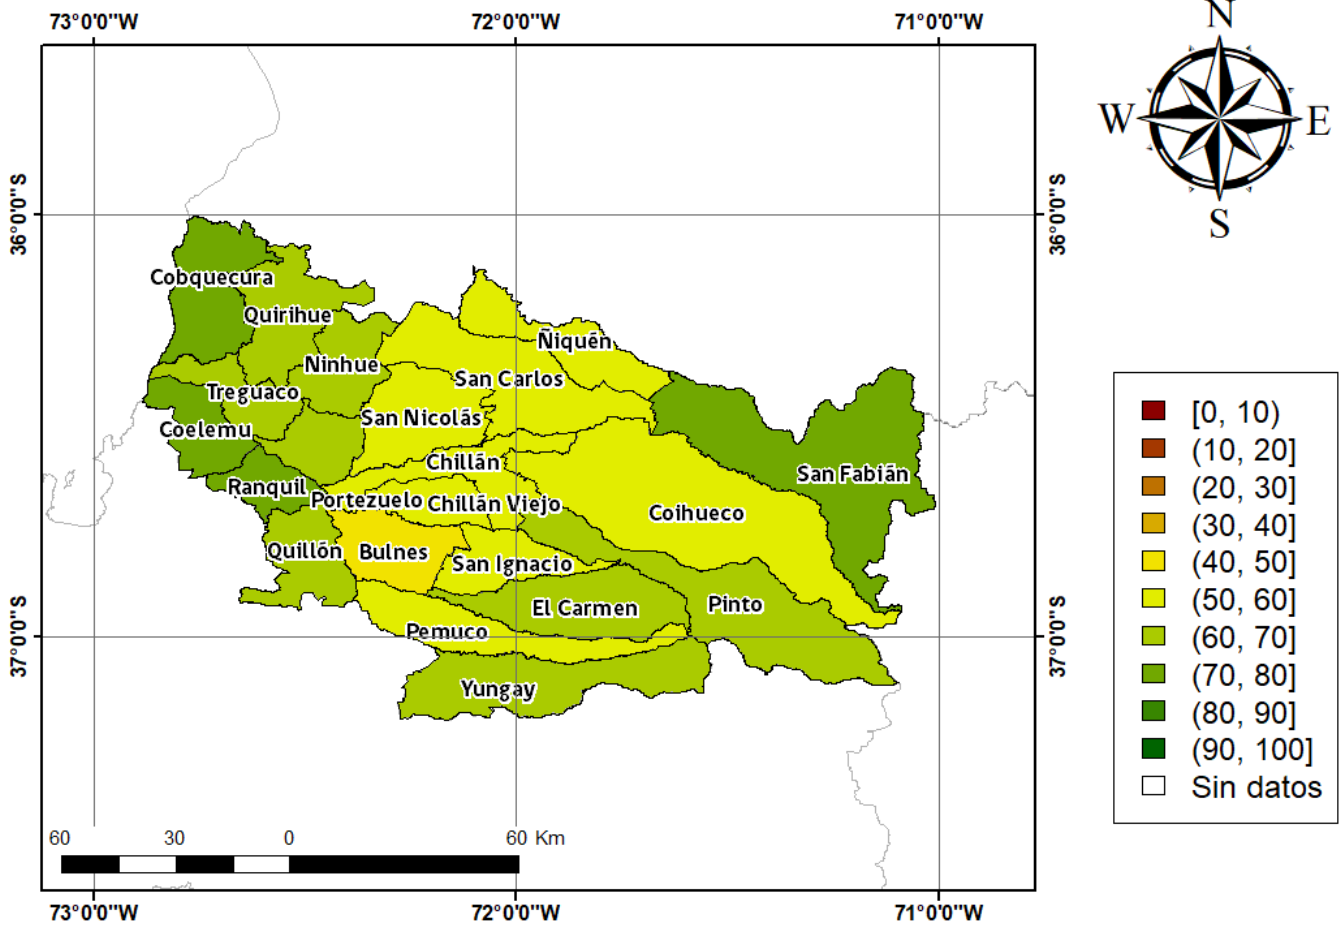 73°0'0"W 72°0'0"W 71°0'0"W
N
W E
S
36°0'0"S 36°0'0"S
Cobquecura
Quirihue
Ñiquén
Ninhue
San Carlos
Treguaco
San Nicolás
Coelemu
Chillán
San Fabián
Ranquil
Portezuelo
Chillán Viejo
Coihueco
Quillón
Bulnes
San Ignacio
El Carmen
Pinto
Pemuco
37°0'0"S 37°0'0"S
Yungay
[0, 10)
(10, 20]
(20, 30]
(30, 40]
(40, 50]
(50, 60]
(60, 70]
(70, 80]
(80, 90]
(90, 100]
Sin datos
60 30 0 60 Km
73°0'0"W 72°0'0"W 71°0'0"W